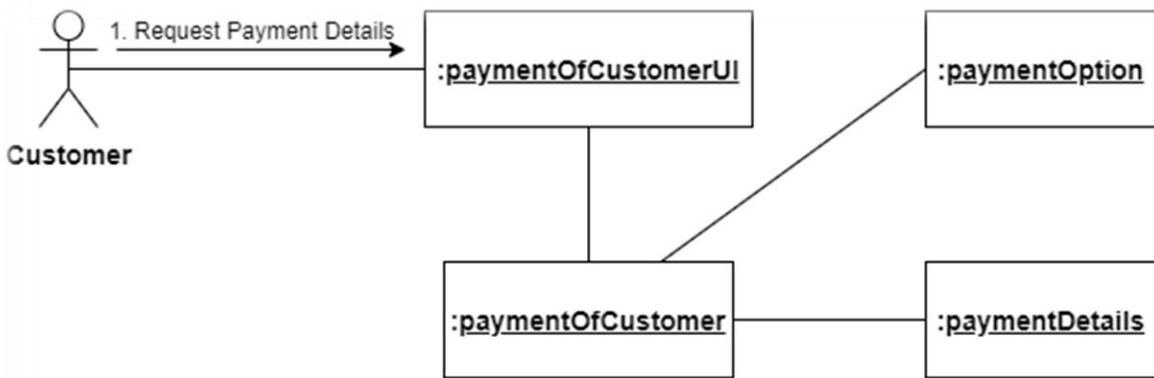 1. Request Payment Details
:paymentOfCustomerUI
:paymentOption
Customer
:paymentOfCustomer
:paymentDetails